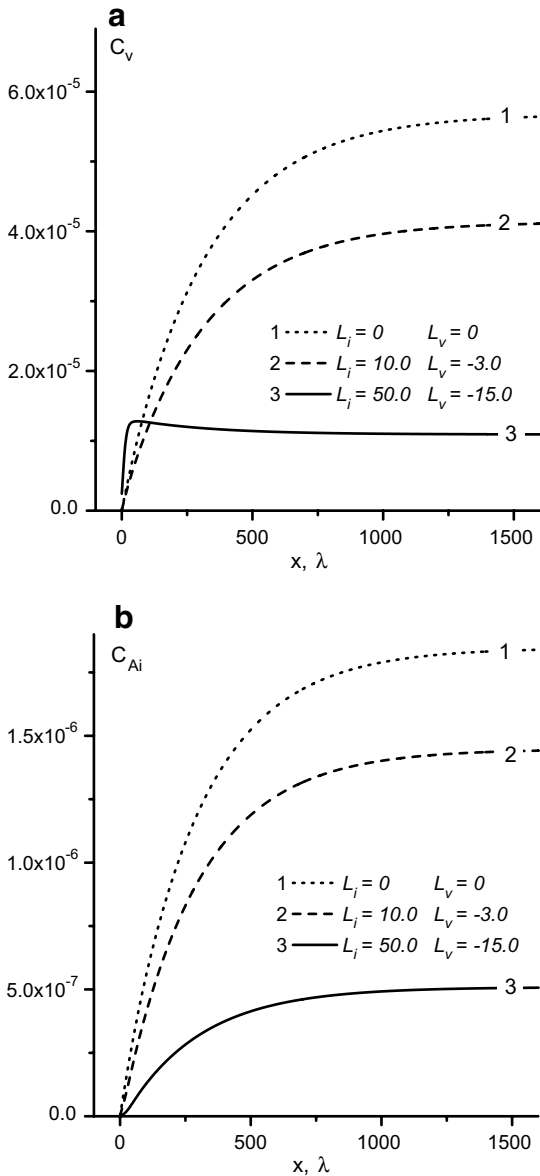 a
C_v
6.0x10^-5
4.0x10^-5
2.0x10^-5
0.0
1
2
3
1 L_i = 0 L_v = 0
2 L_i = 10.0 L_v = -3.0
3 L_i = 50.0 L_v = -15.0
0 500 1000 1500
x, λ
b
C_Ai
1.5x10^-6
1.0x10^-6
5.0x10^-7
0.0
1
2
3
1 L_i = 0 L_v = 0
2 L_i = 10.0 L_v = -3.0
3 L_i = 50.0 L_v = -15.0
0 500 1000 1500
x, λ